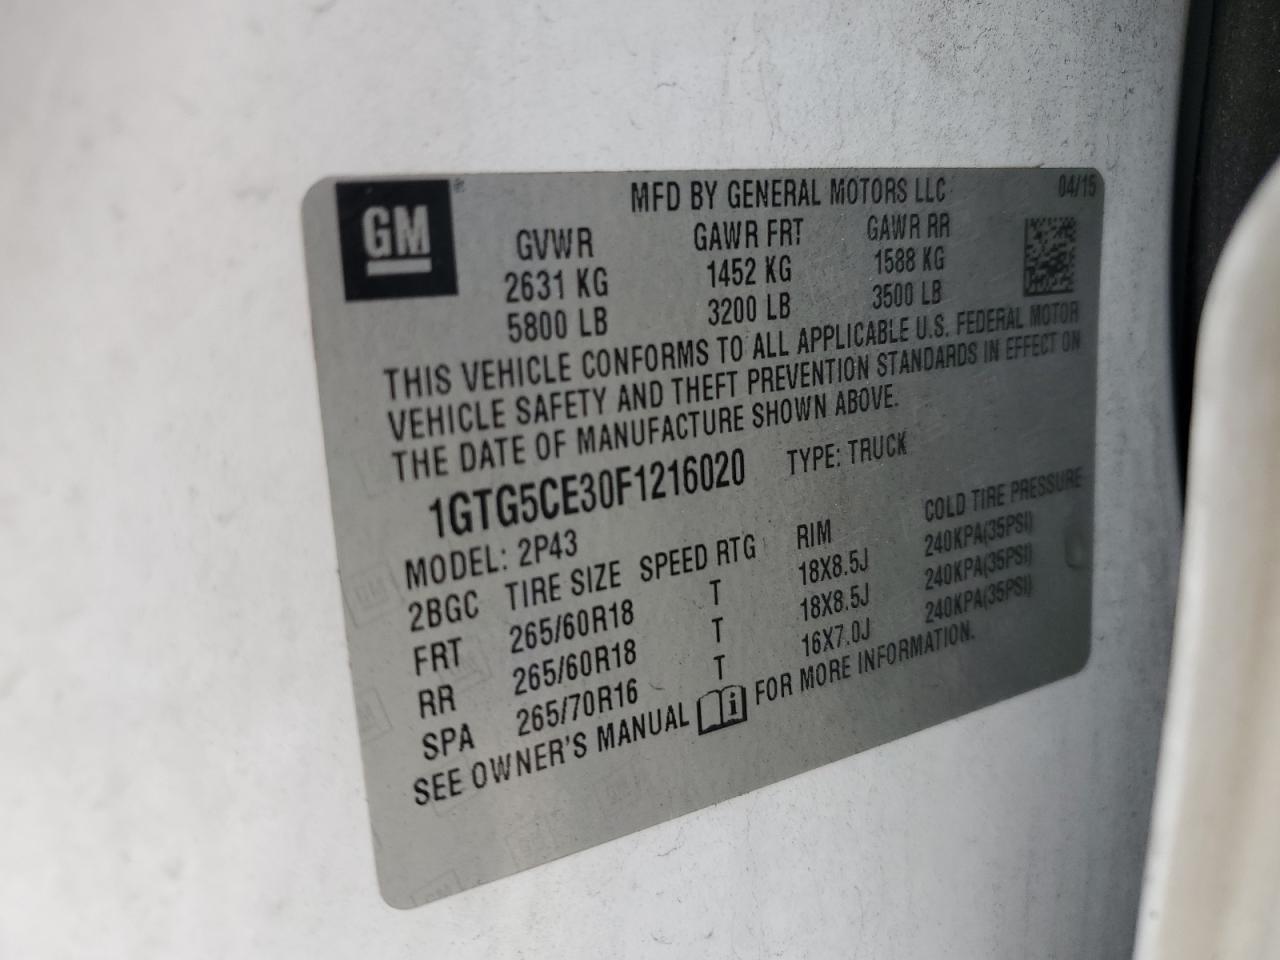 GM
MFD BY GENERAL MOTORS LLC 04/15
GVWR GAWR FRT GAWR RR
2631 KG 1452 KG 1588 KG
5800 LB 3200 LB 3500 LB
THIS VEHICLE CONFORMS TO ALL APPLICABLE U.S. FEDERAL MOTOR
VEHICLE SAFETY AND THEFT PREVENTION STANDARDS IN EFFECT ON
THE DATE OF MANUFACTURE SHOWN ABOVE.
1GTG5CE30F1216020 TYPE: TRUCK
MODEL: 2P43
2BGC TIRE SIZE SPEED RTG RIM COLD TIRE PRESSURE
FRT 265/60R18 T 18X8.5J 240KPA(35PSI)
RR 265/60R18 T 18X8.5J 240KPA(35PSI)
SPA 265/70R16 T 16X7.0J 240KPA(35PSI)
SEE OWNER'S MANUAL i FOR MORE INFORMATION.